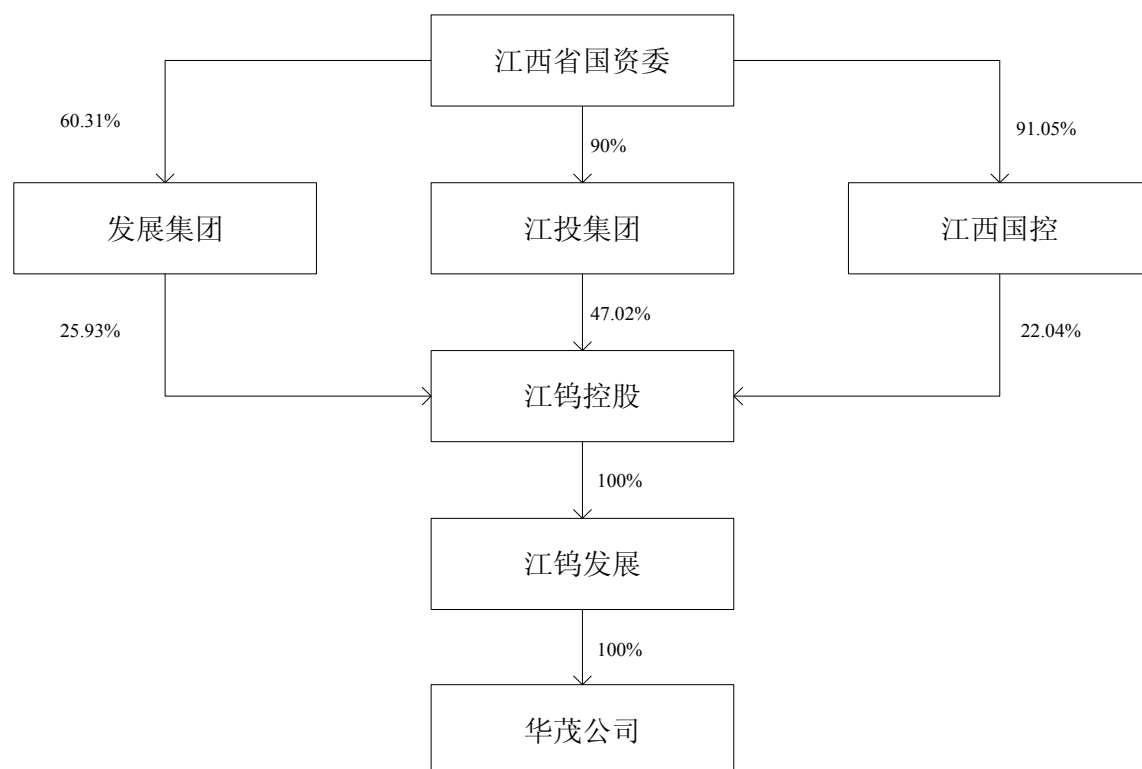 江西省国资委
60.31%
90%
91.05%
发展集团
江投集团
江西国控
25.93%
47.02%
22.04%
江钨控股
100%
江钨发展
100%
华茂公司